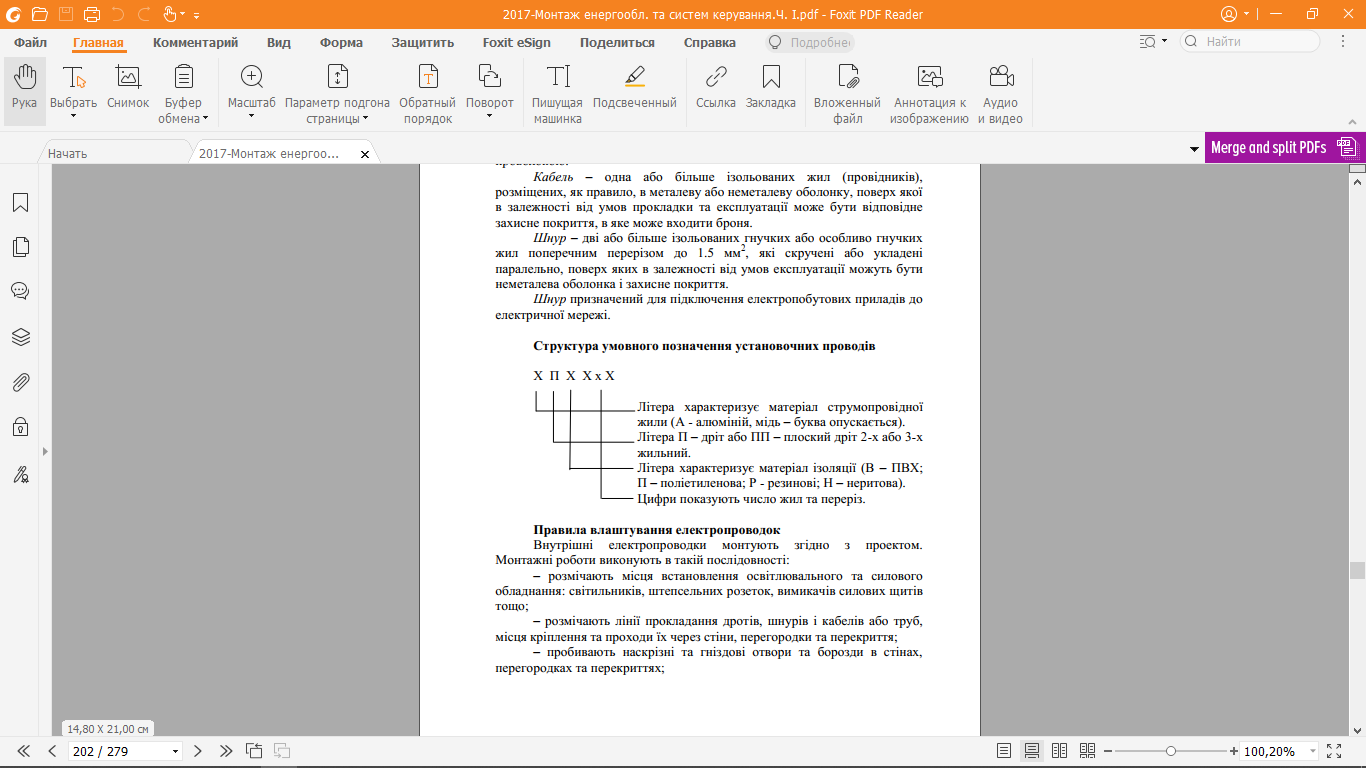 2017-Монтаж енергообл. та систем керування.Ч. І.pdf - Foxit PDF Reader
Файл Главная Комментарий Вид Форма Защитить Foxit eSign Поделиться Справка Подробнее Найти
Рука Выбрать Снимок Буфер обмена Масштаб Параметр подгона страницы Обратный порядок Поворот Пишущая машинка Подсвеченный Ссылка Закладка Вложенный файл Аннотация к изображению Аудио и видео
Начать 2017-Монтаж енергоо... Merge and split PDFs
Кабель – одна або більше ізольованих жил (провідників),
розміщених, як правило, в металеву або неметалеву оболонку, поверх якої
в залежності від умов прокладки та експлуатації може бути відповідне
захисне покриття, в яке може входити броня.
Шнур – дві або більше ізольованих гнучких або особливо гнучких
жил поперечним перерізом до 1.5 мм², які скручені або укладені
паралельно, поверх яких в залежності від умов експлуатації можуть бути
неметалева оболонка і захисне покриття.
Шнур призначений для підключення електропобутових приладів до
електричної мережі.
Структура умовного позначення установочних проводів
Х П Х Х х Х
Літера характеризує матеріал струмопровідної
жили (А - алюміній, мідь – буква опускається).
Літера П – дріт або ПП – плоский дріт 2-х або 3-х
жильний.
Літера характеризує матеріал ізоляції (В – ПВХ;
П – поліетиленова; Р - резинові; Н – неритова).
Цифри показують число жил та переріз.
Правила влаштування електропроводок
Внутрішні електропроводки монтують згідно з проектом.
Монтажні роботи виконують в такій послідовності:
– розмічають місця встановлення освітлювального та силового
обладнання: світильників, штепсельних розеток, вимикачів силових щитів
тощо;
– розмічають лінії прокладання дротів, шнурів і кабелів або труб,
місця кріплення та проходи їх через стіни, перегородки та перекриття;
– пробивають наскрізні та гніздові отвори та борозди в стінах,
перегородках та перекриттях;
14,80 X 21,00 см
202 / 279 100,20%